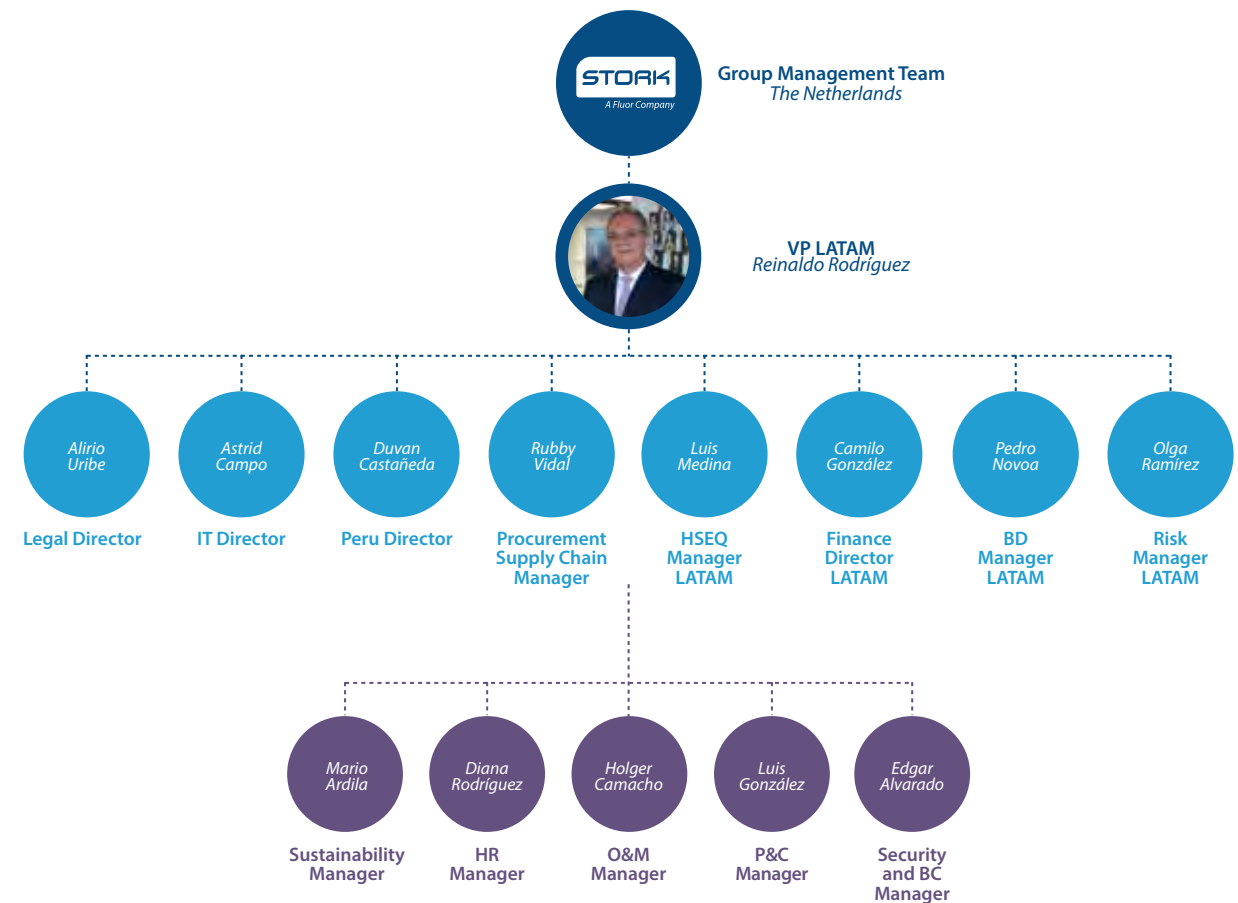 STORK
A Fluor Company
Group Management Team
The Netherlands
VP LATAM
Reinaldo Rodríguez
Alirio
Uribe
Legal Director
Astrid
Campo
IT Director
Duvan
Castañeda
Peru Director
Rubby
Vidal
Procurement
Supply Chain
Manager
Luis
Medina
HSEQ
Manager
LATAM
Camilo
González
Finance
Director
LATAM
Pedro
Novoa
BD
Manager
LATAM
Olga
Ramírez
Risk
Manager
LATAM
Mario
Ardila
Sustainability
Manager
Diana
Rodríguez
HR
Manager
Holger
Camacho
O&M
Manager
Luis
González
P&C
Manager
Edgar
Alvarado
Security
and BC
Manager